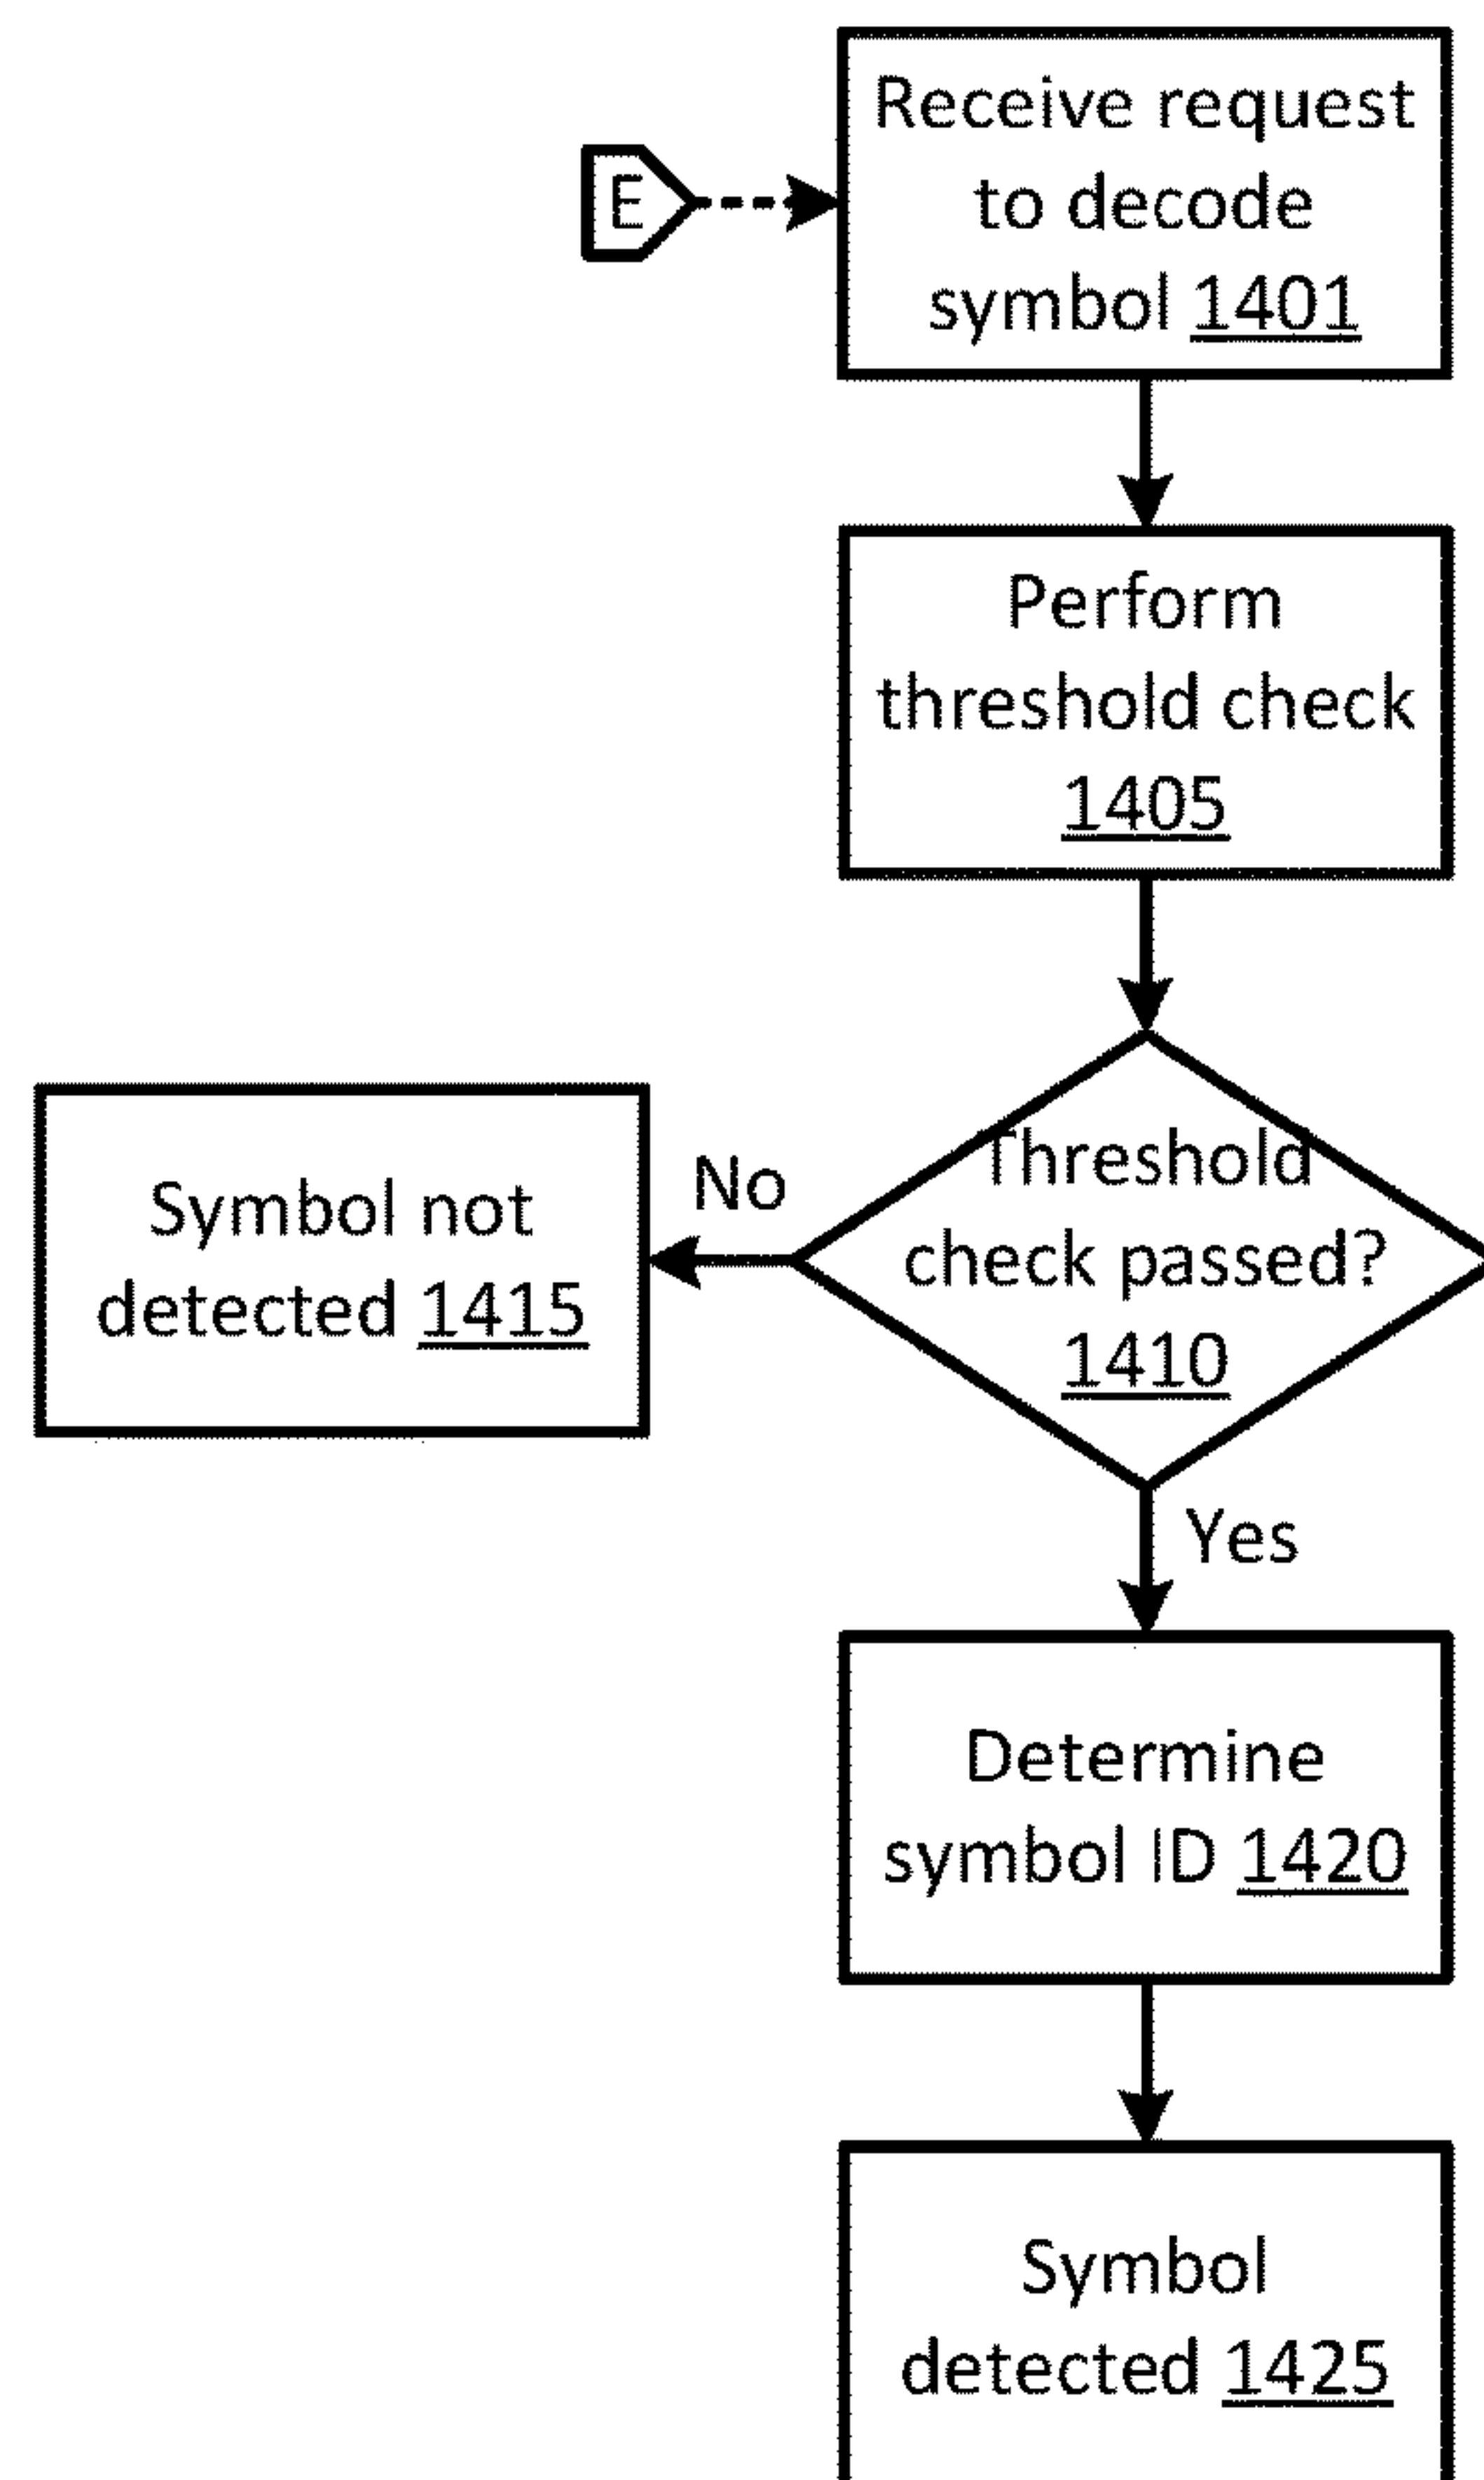 Receive request
E
to decode
symbol 1401
Perform
threshold check
1405
Threshold
check passed?
1410
No
Symbol not
detected 1415
Yes
Determine
symbol ID 1420
Symbol
detected 1425